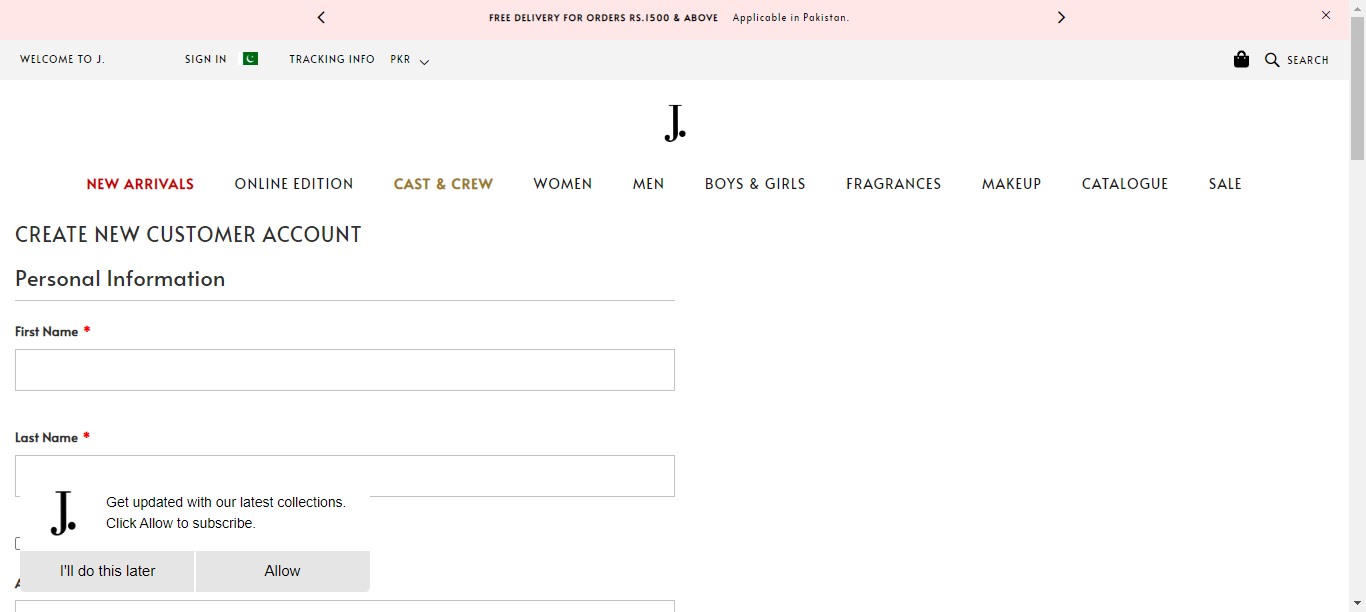 FREE DELIVERY FOR ORDERS RS.1500 & ABOVE Applicable in Pakistan.
WELCOME TO J. SIGN IN TRACKING INFO PKR SEARCH
J.
NEW ARRIVALS ONLINE EDITION CAST & CREW WOMEN MEN BOYS & GIRLS FRAGRANCES MAKEUP CATALOGUE SALE
CREATE NEW CUSTOMER ACCOUNT
Personal Information
First Name *
Last Name *
J.
Get updated with our latest collections.
Click Allow to subscribe.
I'll do this later Allow